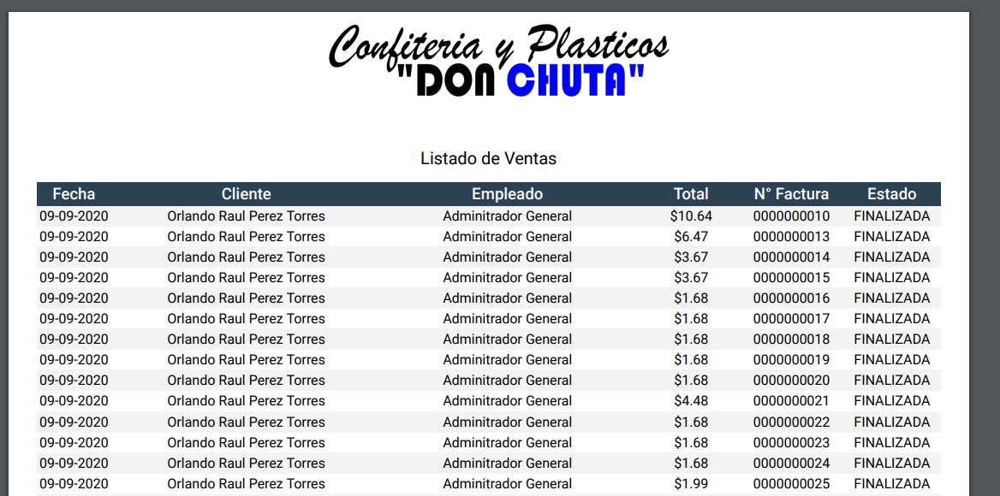 Confiteria y Plasticos
"DON CHUTA"
Listado de Ventas
Fecha Cliente Empleado Total N° Factura Estado
09-09-2020 Orlando Raul Perez Torres Adminitrador General $10.64 0000000010 FINALIZADA
09-09-2020 Orlando Raul Perez Torres Adminitrador General $6.47 0000000013 FINALIZADA
09-09-2020 Orlando Raul Perez Torres Adminitrador General $3.67 0000000014 FINALIZADA
09-09-2020 Orlando Raul Perez Torres Adminitrador General $3.67 0000000015 FINALIZADA
09-09-2020 Orlando Raul Perez Torres Adminitrador General $1.68 0000000016 FINALIZADA
09-09-2020 Orlando Raul Perez Torres Adminitrador General $1.68 0000000017 FINALIZADA
09-09-2020 Orlando Raul Perez Torres Adminitrador General $1.68 0000000018 FINALIZADA
09-09-2020 Orlando Raul Perez Torres Adminitrador General $1.68 0000000019 FINALIZADA
09-09-2020 Orlando Raul Perez Torres Adminitrador General $1.68 0000000020 FINALIZADA
09-09-2020 Orlando Raul Perez Torres Adminitrador General $4.48 0000000021 FINALIZADA
09-09-2020 Orlando Raul Perez Torres Adminitrador General $1.68 0000000022 FINALIZADA
09-09-2020 Orlando Raul Perez Torres Adminitrador General $1.68 0000000023 FINALIZADA
09-09-2020 Orlando Raul Perez Torres Adminitrador General $1.68 0000000024 FINALIZADA
09-09-2020 Orlando Raul Perez Torres Adminitrador General $1.99 0000000025 FINALIZADA